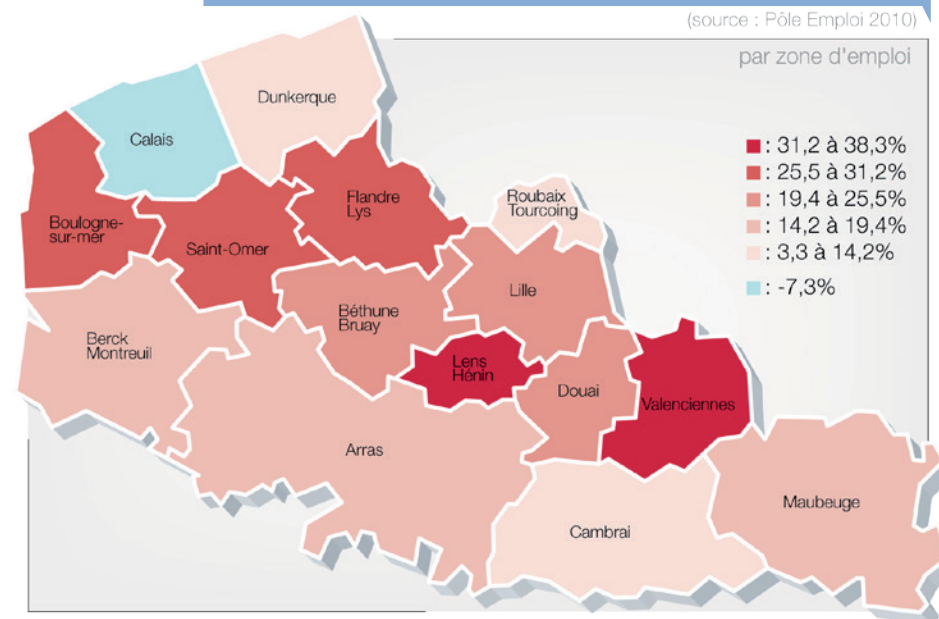 (source : Pôle Emploi 2010)
par zone d'emploi
Dunkerque
Calais
: 31,2 à 38,3%
: 25,5 à 31,2%
: 19,4 à 25,5%
: 14,2 à 19,4%
: 3,3 à 14,2%
: -7,3%
Flandre
Lys
Roubaix
Tourcoing
Boulogne-
sur-mer
Saint-Omer
Lille
Béthune
Bruay
Berck
Montreuil
Lens
Hénin
Douai
Valenciennes
Arras
Maubeuge
Cambrai